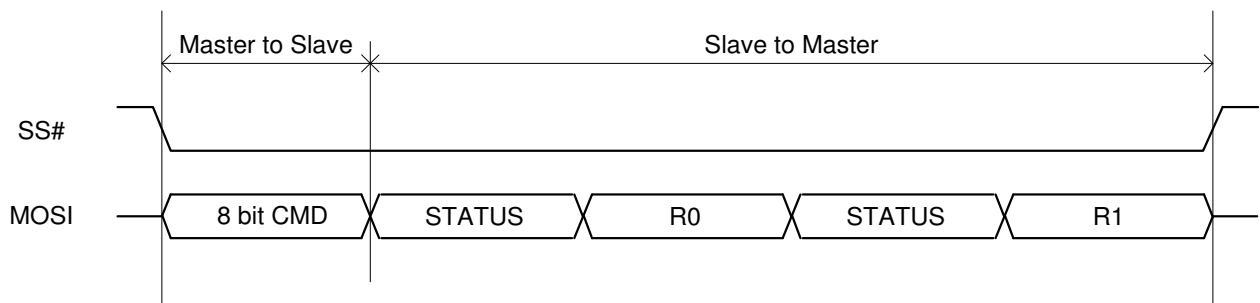 Master to Slave Slave to Master
SS#
MOSI 8 bit CMD STATUS R0 STATUS R1